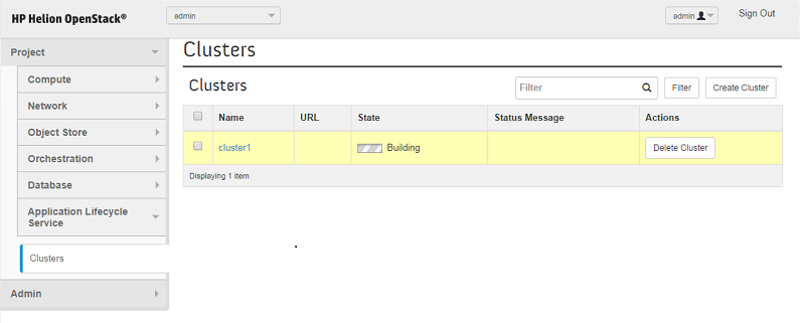 HP Helion OpenStack®
admin
admin
Sign Out
Project
Compute
Network
Object Store
Orchestration
Database
Application Lifecycle
Service
Clusters
Admin
Clusters
Clusters
Filter
Filter
Create Cluster
Name URL State Status Message Actions
cluster1 Building Delete Cluster
Displaying 1 item